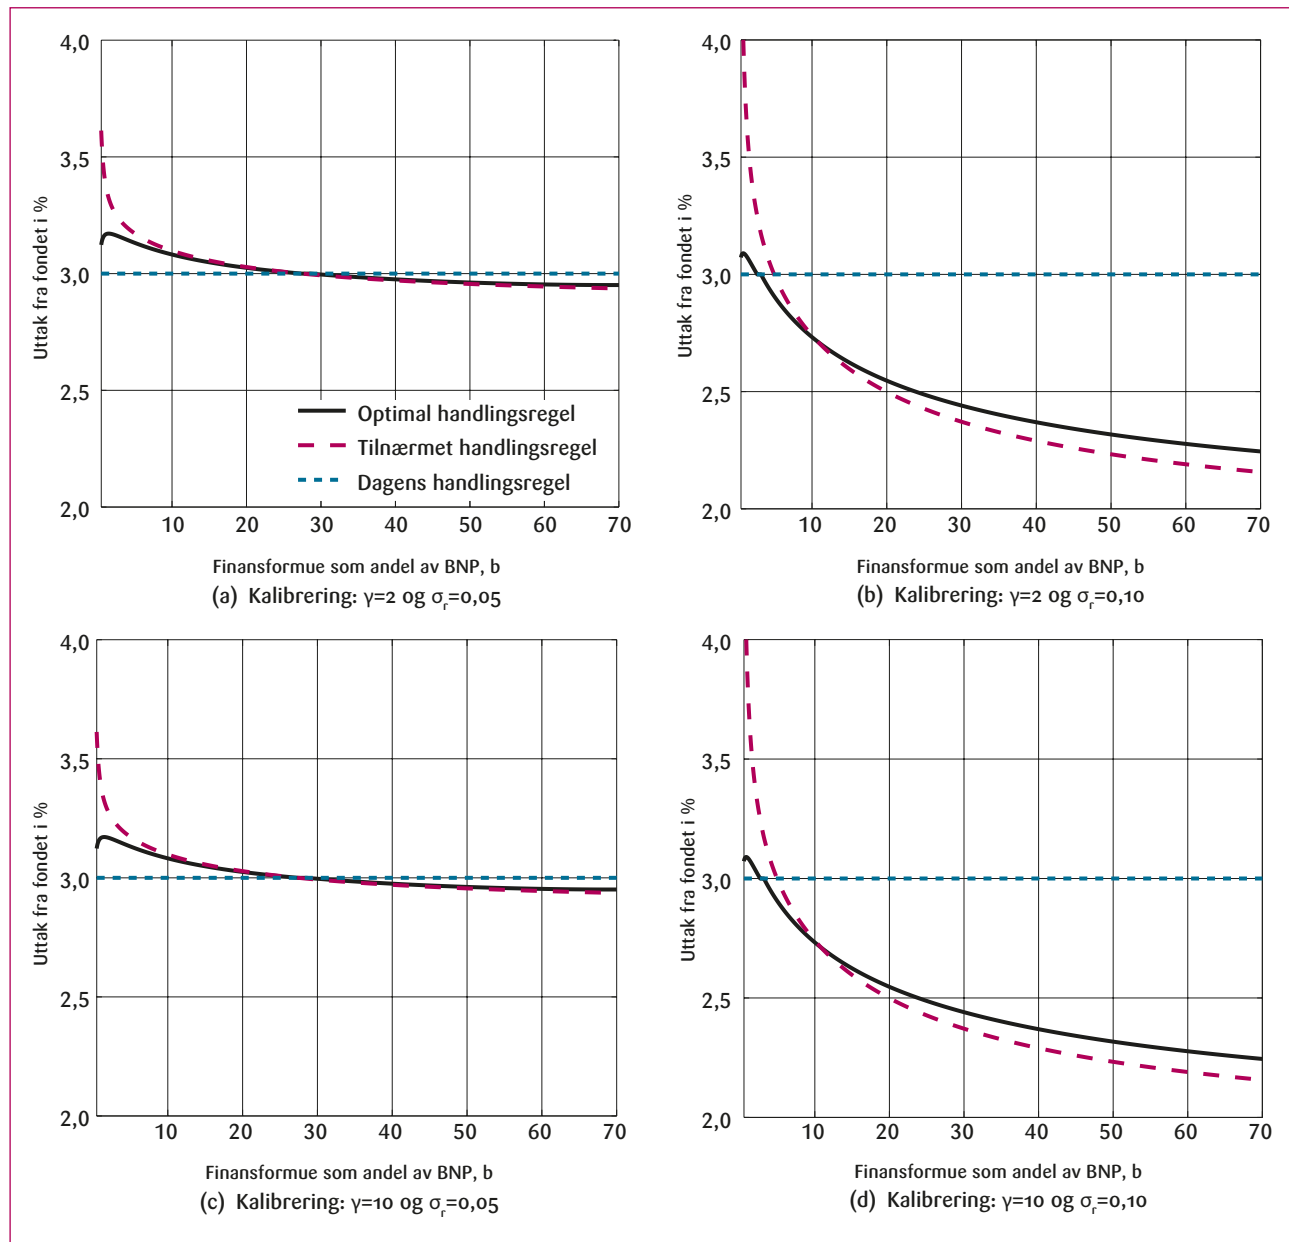 4,0
3,5
3,0
2,5
2,0
Uttak fra fondet i %
Optimal handlingsregel
Tilnærmet handlingsregel
Dagens handlingsregel
10 20 30 40 50 60 70
Finansformue som andel av BNP, b
(a) Kalibrering: γ=2 og σr=0,05
4,0
3,5
3,0
2,5
2,0
Uttak fra fondet i %
10 20 30 40 50 60 70
Finansformue som andel av BNP, b
(b) Kalibrering: γ=2 og σr=0,10
4,0
3,5
3,0
2,5
2,0
Uttak fra fondet i %
10 20 30 40 50 60 70
Finansformue som andel av BNP, b
(c) Kalibrering: γ=10 og σr=0,05
4,0
3,5
3,0
2,5
2,0
Uttak fra fondet i %
10 20 30 40 50 60 70
Finansformue som andel av BNP, b
(d) Kalibrering: γ=10 og σr=0,10